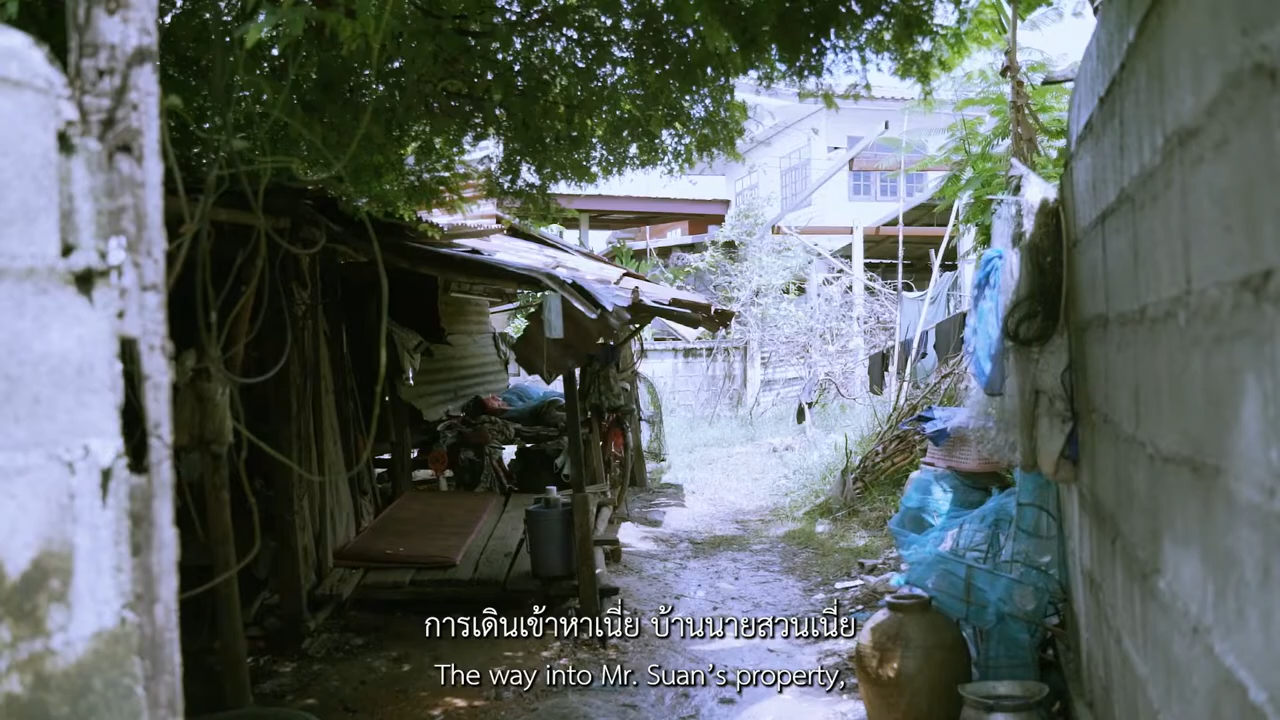 การเดินเข้าหาเนี่ย บ้านนายสวนเนี่ย
The way into Mr. Suan's property,